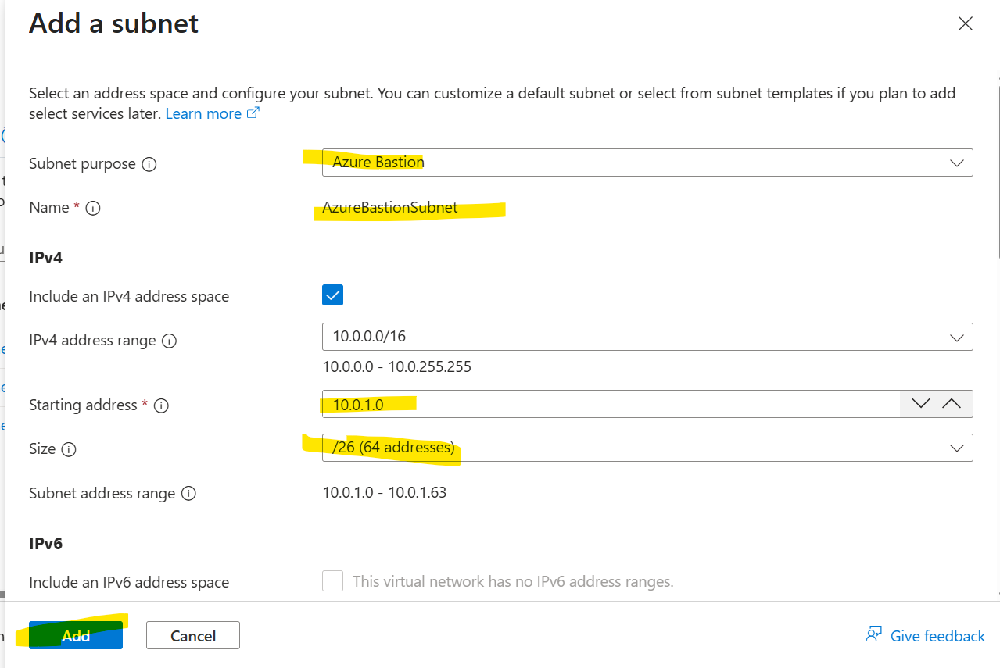 Add a subnet
Select an address space and configure your subnet. You can customize a default subnet or select from subnet templates if you plan to add
select services later. Learn more
Subnet purpose
Azure Bastion
Name *
AzureBastionSubnet
IPv4
Include an IPv4 address space
IPv4 address range
10.0.0.0/16
10.0.0.0 - 10.0.255.255
Starting address *
10.0.1.0
Size
/26 (64 addresses)
Subnet address range
10.0.1.0 - 10.0.1.63
IPv6
Include an IPv6 address space
This virtual network has no IPv6 address ranges.
Add
Cancel
Give feedback